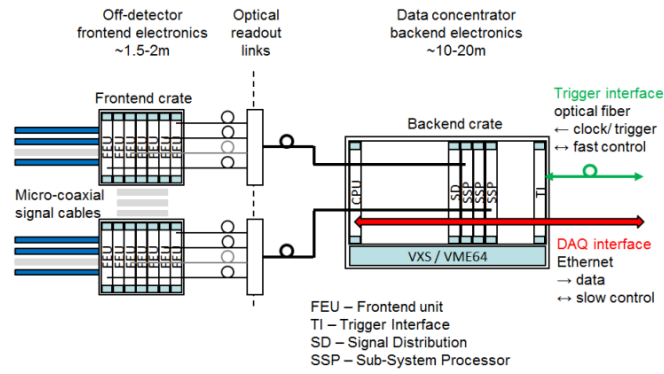 Off-detector
frontend electronics
~1.5-2m
Optical
readout
links
Data concentrator
backend electronics
~10-20m
Frontend crate
FEU FEU FEU FEU FEU FEU FEU
Micro-coaxial
signal cables
FEU FEU FEU FEU FEU FEU FEU
Backend crate
CPU
SD
SSP
SSP
SSP
TI
VXS / VME64
Trigger interface
optical fiber
← clock/ trigger
↔ fast control
DAQ interface
Ethernet
→ data
↔ slow control
FEU – Frontend unit
TI – Trigger Interface
SD – Signal Distribution
SSP – Sub-System Processor